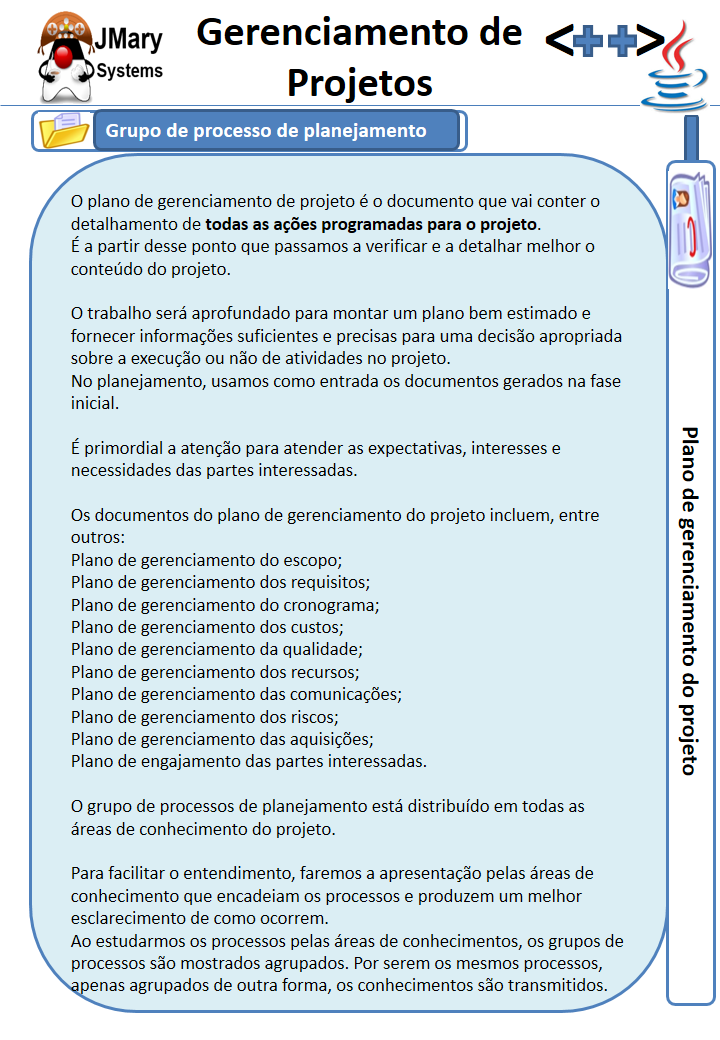 JMary
Systems
Gerenciamento de
Projetos
<++>
Grupo de processo de planejamento
O plano de gerenciamento de projeto é o documento que vai conter o
detalhamento de todas as ações programadas para o projeto.
É a partir desse ponto que passamos a verificar e a detalhar melhor o
conteúdo do projeto.
O trabalho será aprofundado para montar um plano bem estimado e
fornecer informações suficientes e precisas para uma decisão apropriada
sobre a execução ou não de atividades no projeto.
No planejamento, usamos como entrada os documentos gerados na fase
inicial.
É primordial a atenção para atender as expectativas, interesses e
necessidades das partes interessadas.
Os documentos do plano de gerenciamento do projeto incluem, entre
outros:
Plano de gerenciamento do escopo;
Plano de gerenciamento dos requisitos;
Plano de gerenciamento do cronograma;
Plano de gerenciamento dos custos;
Plano de gerenciamento da qualidade;
Plano de gerenciamento dos recursos;
Plano de gerenciamento das comunicações;
Plano de gerenciamento dos riscos;
Plano de gerenciamento das aquisições;
Plano de engajamento das partes interessadas.
O grupo de processos de planejamento está distribuído em todas as
áreas de conhecimento do projeto.
Para facilitar o entendimento, faremos a apresentação pelas áreas de
conhecimento que encadeiam os processos e produzem um melhor
esclarecimento de como ocorrem.
Ao estudarmos os processos pelas áreas de conhecimentos, os grupos de
processos são mostrados agrupados. Por serem os mesmos processos,
apenas agrupados de outra forma, os conhecimentos são transmitidos.
Plano de gerenciamento do projeto